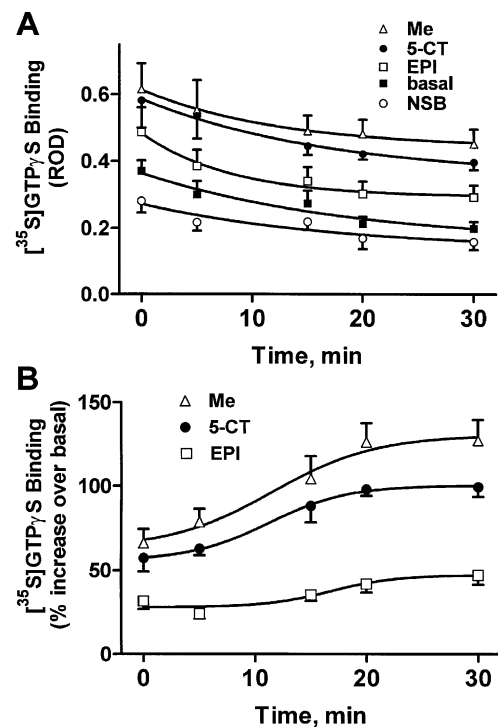 A
Me
5-CT
EPI
basal
NSB
[35S]GTPγS Binding
(ROD)
0.6
0.4
0.2
0.0
0 10 20 30
Time, min
B
Me
5-CT
EPI
[35S]GTPγS Binding
(% increase over basal)
150
100
50
0
0 10 20 30
Time, min